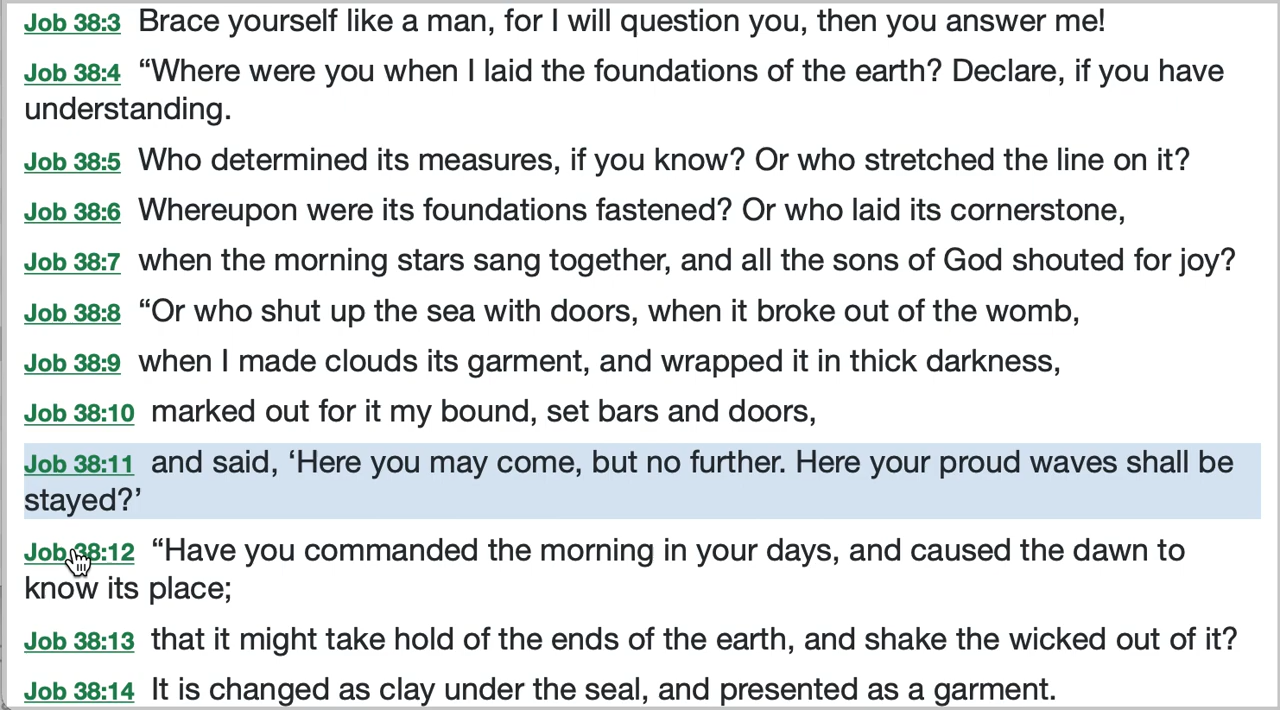 Job 38:3 Brace yourself like a man, for I will question you, then you answer me!
Job 38:4 “Where were you when I laid the foundations of the earth? Declare, if you have
understanding.
Job 38:5 Who determined its measures, if you know? Or who stretched the line on it?
Job 38:6 Whereupon were its foundations fastened? Or who laid its cornerstone,
Job 38:7 when the morning stars sang together, and all the sons of God shouted for joy?
Job 38:8 “Or who shut up the sea with doors, when it broke out of the womb,
Job 38:9 when I made clouds its garment, and wrapped it in thick darkness,
Job 38:10 marked out for it my bound, set bars and doors,
Job 38:11 and said, ‘Here you may come, but no further. Here your proud waves shall be
stayed?’
Job 38:12 “Have you commanded the morning in your days, and caused the dawn to
know its place;
Job 38:13 that it might take hold of the ends of the earth, and shake the wicked out of it?
Job 38:14 It is changed as clay under the seal, and presented as a garment.